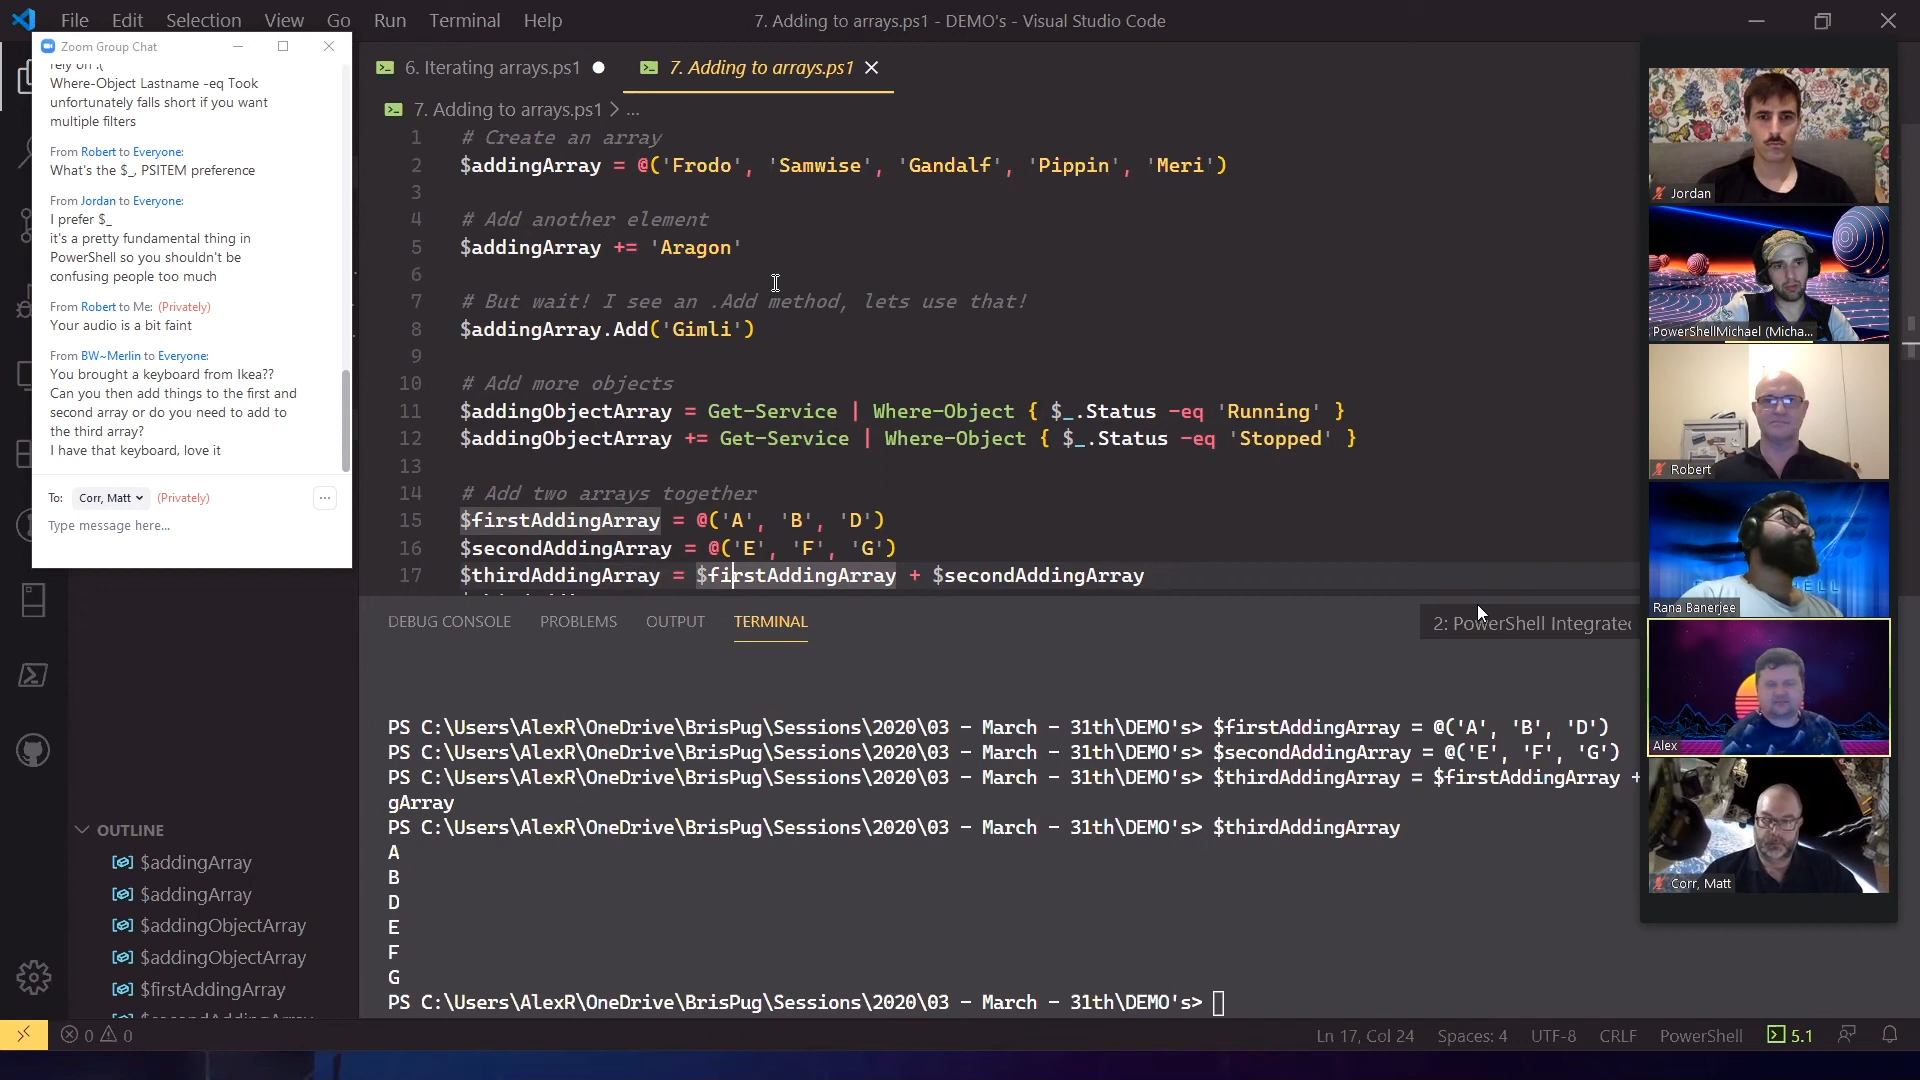 File Edit Selection View Go Run Terminal Help
7. Adding to arrays.ps1 - DEMO's - Visual Studio Code
Zoom Group Chat
rely on :(
Where-Object Lastname -eq Took
unfortunately falls short if you want
multiple filters
From Robert to Everyone:
What's the $_, PSITEM preference
From Jordan to Everyone:
I prefer $_
it's a pretty fundamental thing in
PowerShell so you shouldn't be
confusing people too much
From Robert to Me: (Privately)
Your audio is a bit faint
From BW~Merlin to Everyone:
You brought a keyboard from Ikea??
Can you then add things to the first and
second array or do you need to add to
the third array?
I have that keyboard, love it
To: Corr, Matt (Privately)
Type message here...
6. Iterating arrays.ps1
7. Adding to arrays.ps1
7. Adding to arrays.ps1 > ...
1 # Create an array
2 $addingArray = @('Frodo', 'Samwise', 'Gandalf', 'Pippin', 'Meri')
3
4 # Add another element
5 $addingArray += 'Aragon'
6
7 # But wait! I see an .Add method, lets use that!
8 $addingArray.Add('Gimli')
9
10 # Add more objects
11 $addingObjectArray = Get-Service | Where-Object { $_.Status -eq 'Running' }
12 $addingObjectArray += Get-Service | Where-Object { $_.Status -eq 'Stopped' }
13
14 # Add two arrays together
15 $firstAddingArray = @('A', 'B', 'D')
16 $secondAddingArray = @('E', 'F', 'G')
17 $thirdAddingArray = $firstAddingArray + $secondAddingArray
DEBUG CONSOLE PROBLEMS OUTPUT TERMINAL
2: PowerShell Integrated
PS C:\Users\AlexR\OneDrive\BrisPug\Sessions\2020\03 - March - 31th\DEMO's> $firstAddingArray = @('A', 'B', 'D')
PS C:\Users\AlexR\OneDrive\BrisPug\Sessions\2020\03 - March - 31th\DEMO's> $secondAddingArray = @('E', 'F', 'G')
PS C:\Users\AlexR\OneDrive\BrisPug\Sessions\2020\03 - March - 31th\DEMO's> $thirdAddingArray = $firstAddingArray +
gArray
PS C:\Users\AlexR\OneDrive\BrisPug\Sessions\2020\03 - March - 31th\DEMO's> $thirdAddingArray
A
B
D
E
F
G
PS C:\Users\AlexR\OneDrive\BrisPug\Sessions\2020\03 - March - 31th\DEMO's>
OUTLINE
$addingArray
$addingArray
$addingObjectArray
$addingObjectArray
$firstAddingArray
Jordan
PowerShellMichael (Micha...
Robert
Rana Banerjee
Alex
Corr, Matt
0 0
Ln 17, Col 24 Spaces: 4 UTF-8 CRLF PowerShell 5.1